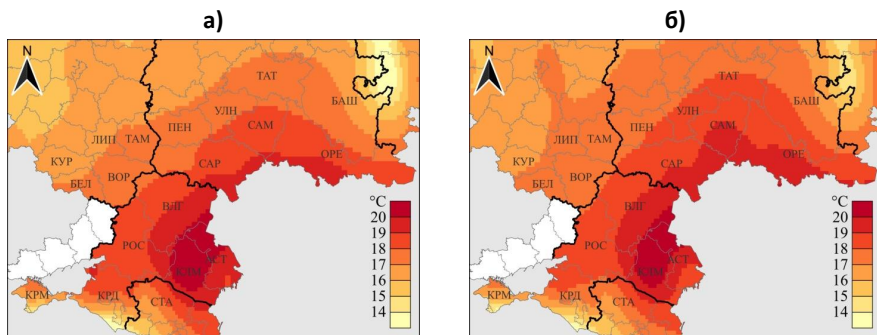 а)
б)
N
ТАТ
БАШ
УЛН
ПЕН
САМ
ТАМ
ЛИП
КУР
САР
ОРЕ
ВОР
БЕЛ
ВЛГ
РОС
АСТ
КЛМ
КРМ
КРД
СТА
°C
20
19
18
17
16
15
14
N
ТАТ
БАШ
УЛН
ПЕН
САМ
ТАМ
ЛИП
КУР
САР
ОРЕ
ВОР
БЕЛ
ВЛГ
РОС
АСТ
КЛМ
КРМ
КРД
СТА
°C
20
19
18
17
16
15
14